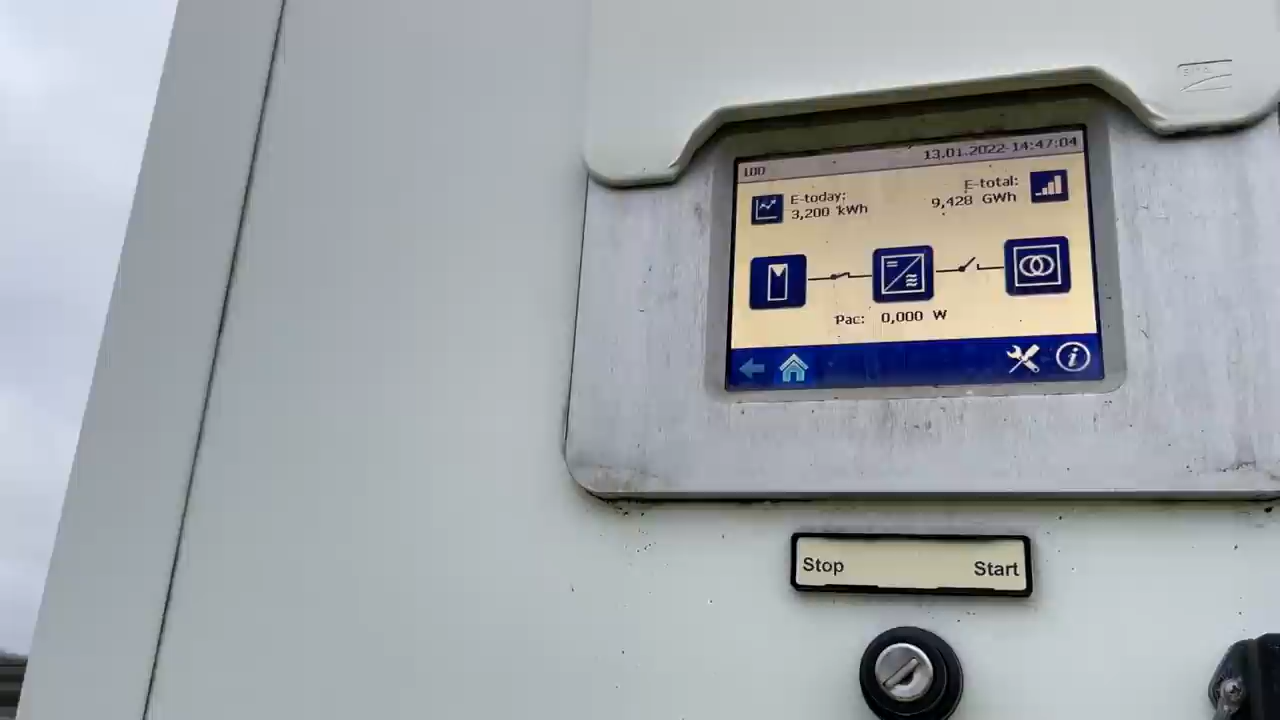 13.01.2022-14:47:04
100
E-today:
3,200 kWh
E-total:
9,428 GWh
Pac: 0,000 W
Stop Start